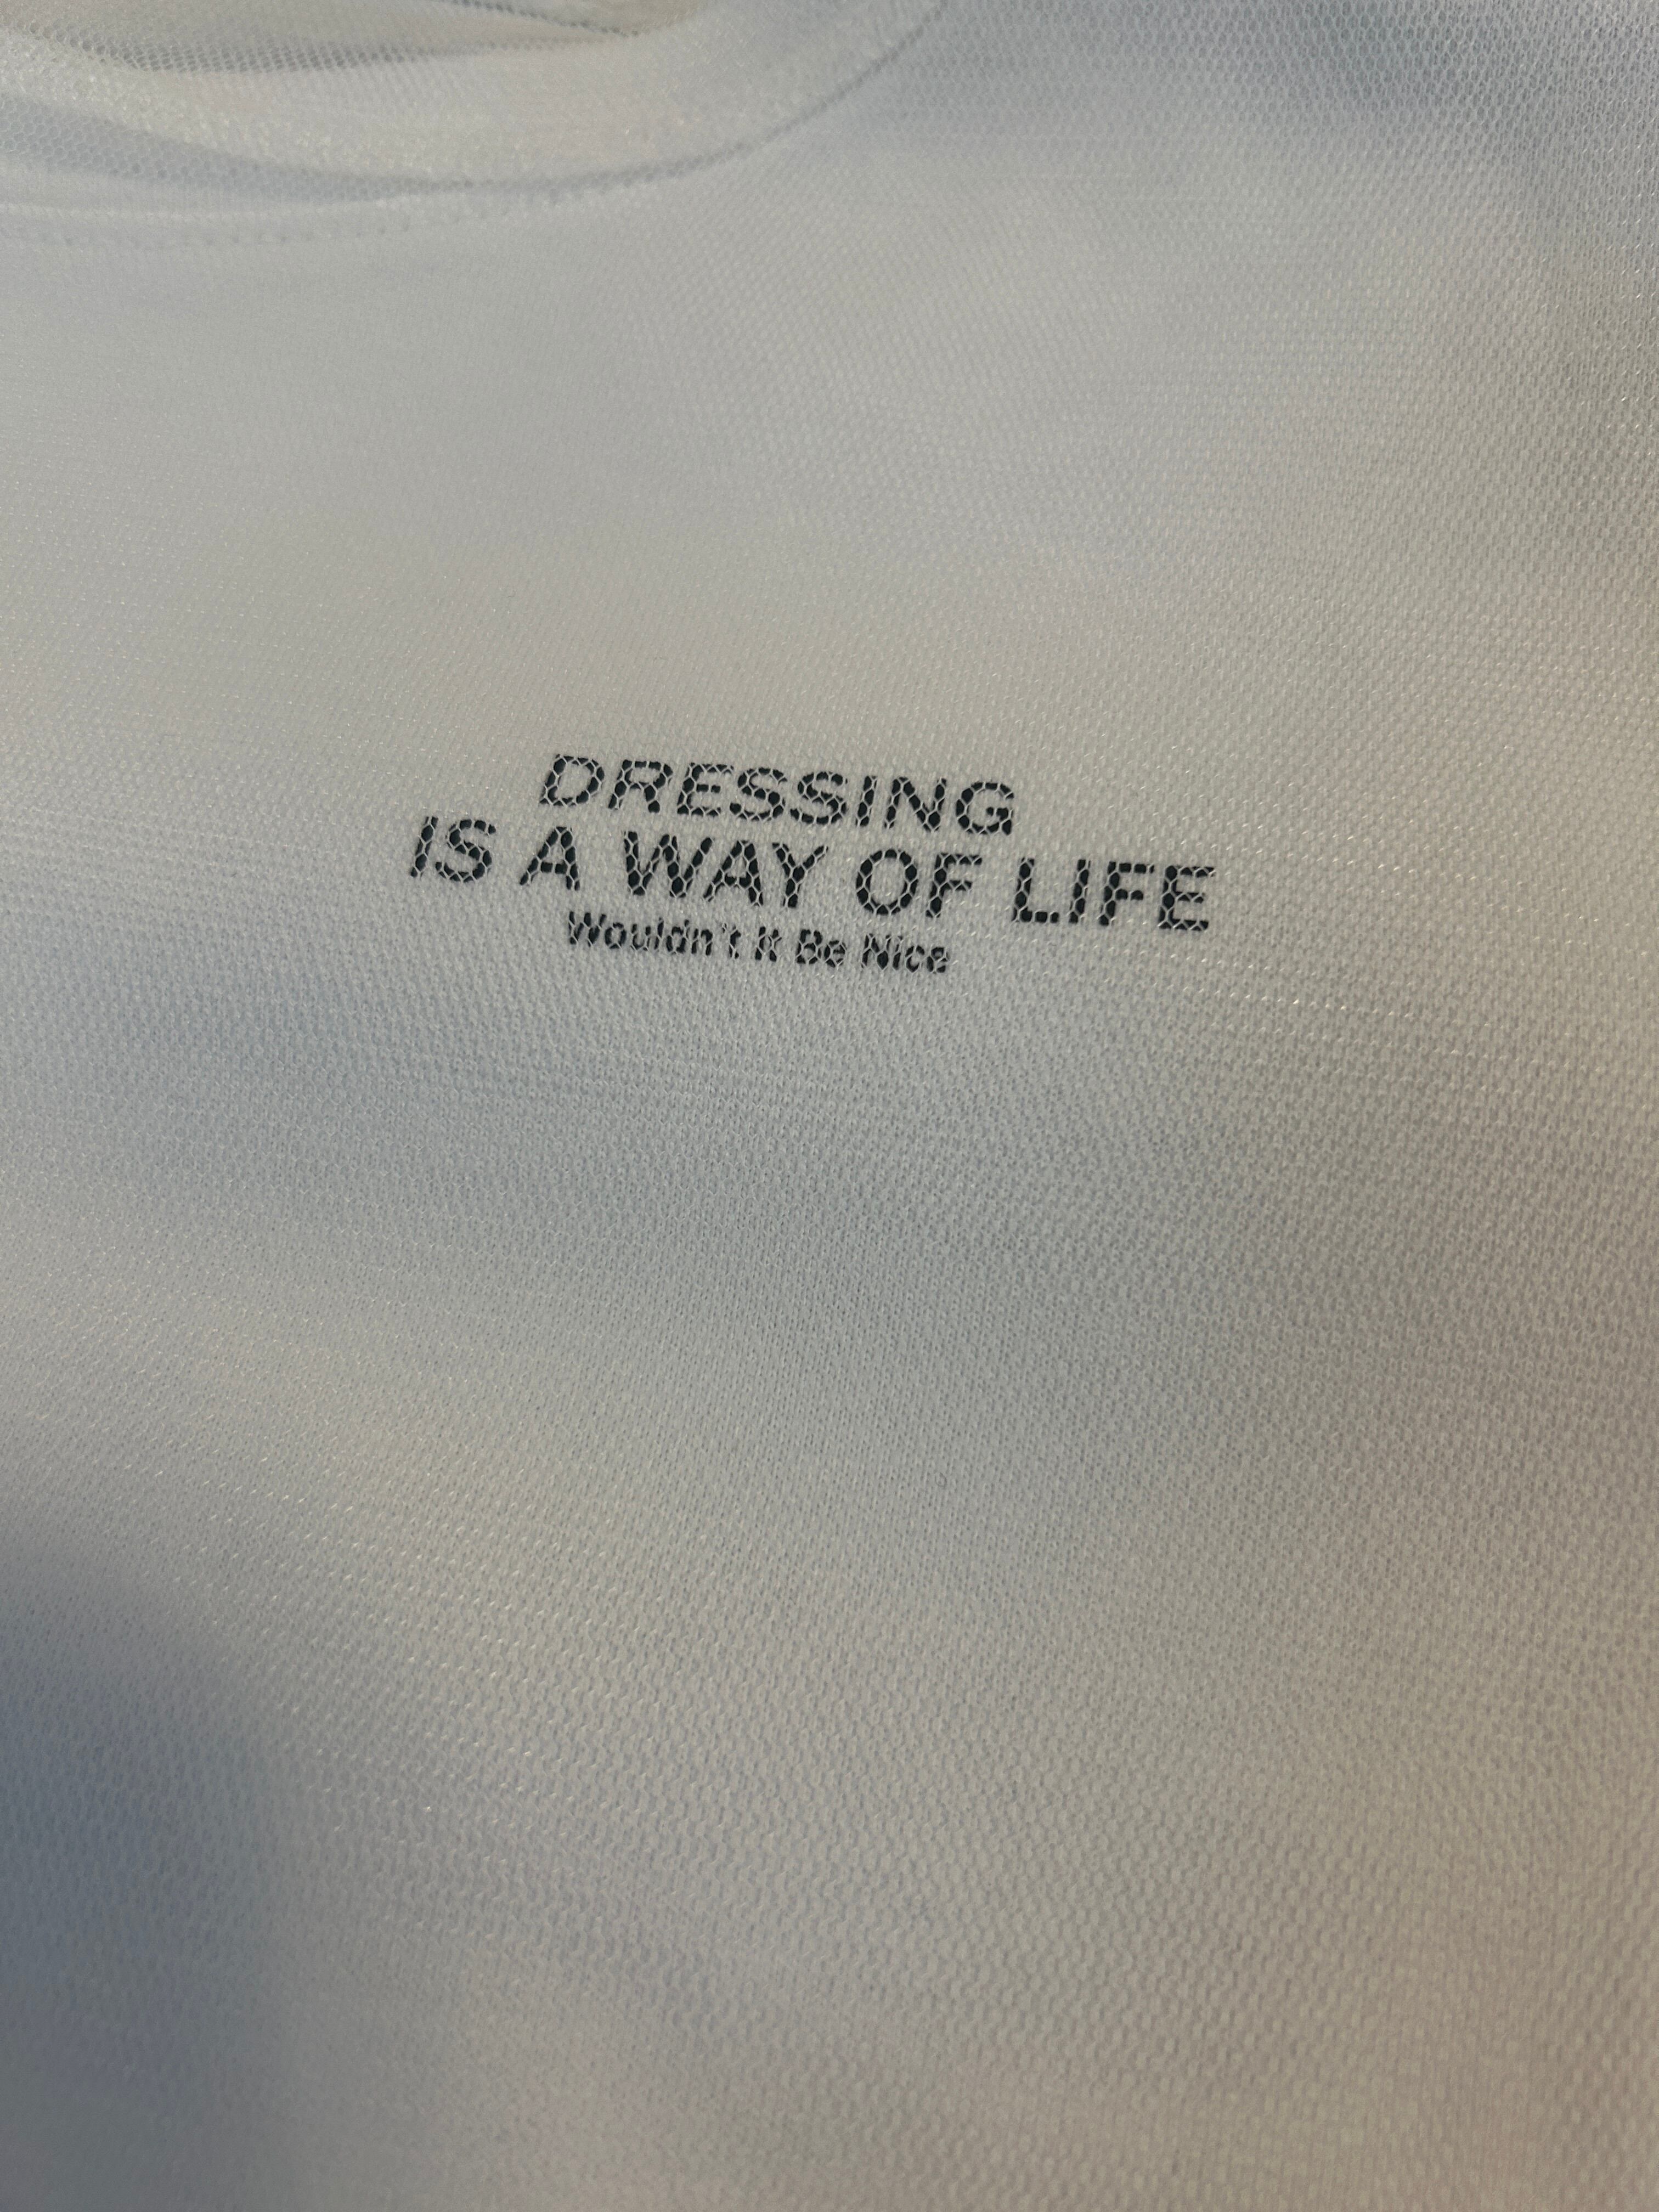 DRESSING
IS A WAY OF LIFE
Wouldn't It Be Nice